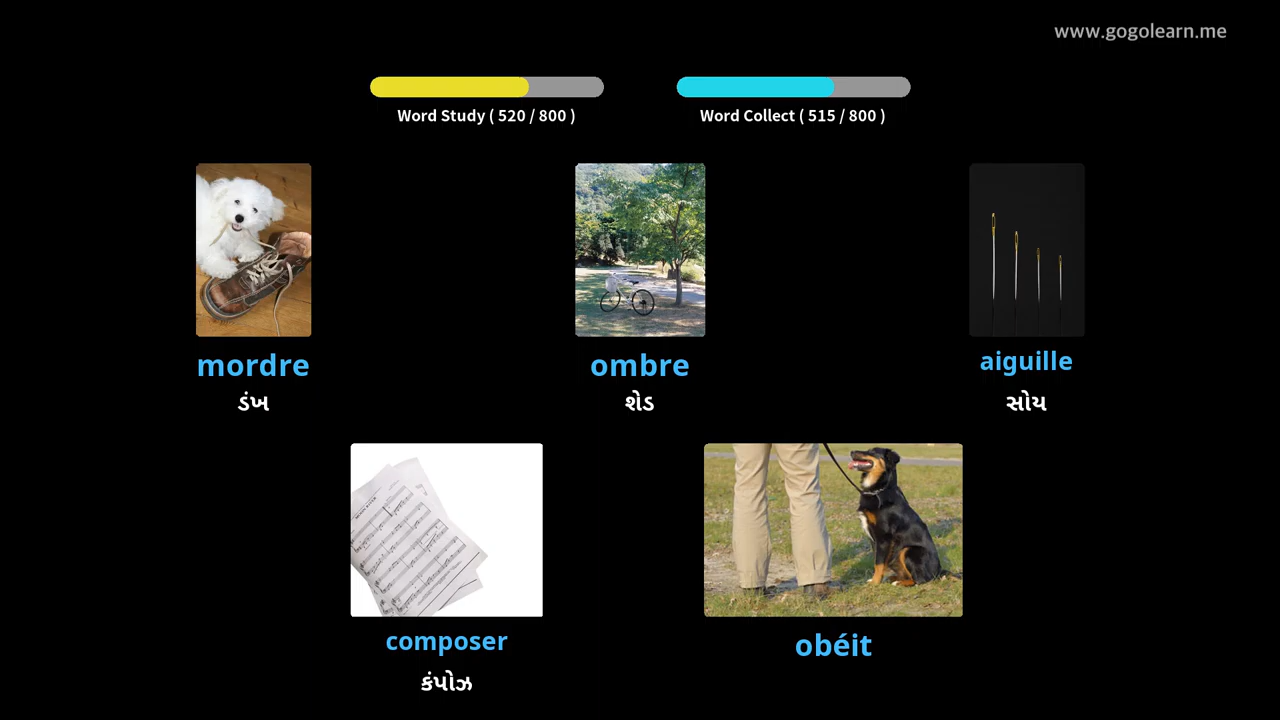 www.gogolearn.me
Word Study ( 520 / 800 )
Word Collect ( 515 / 800 )
mordre
ડંખ
ombre
શેડ
aiguille
સોય
composer
કંપોઝ
obéit